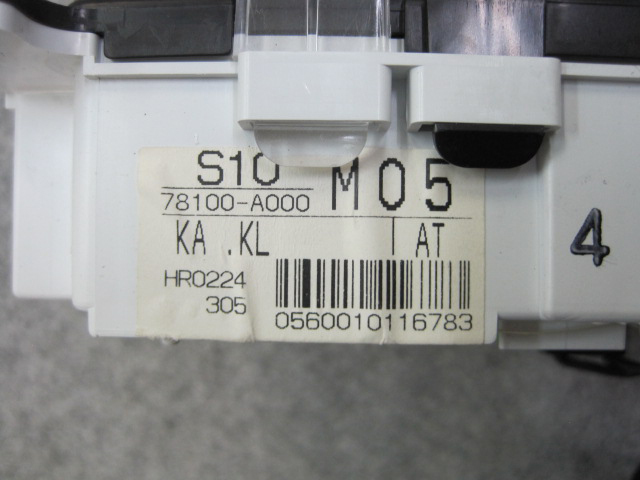 S10 M05
78100-A000
KA .KL AT
HR0224
305
0560010116783
4